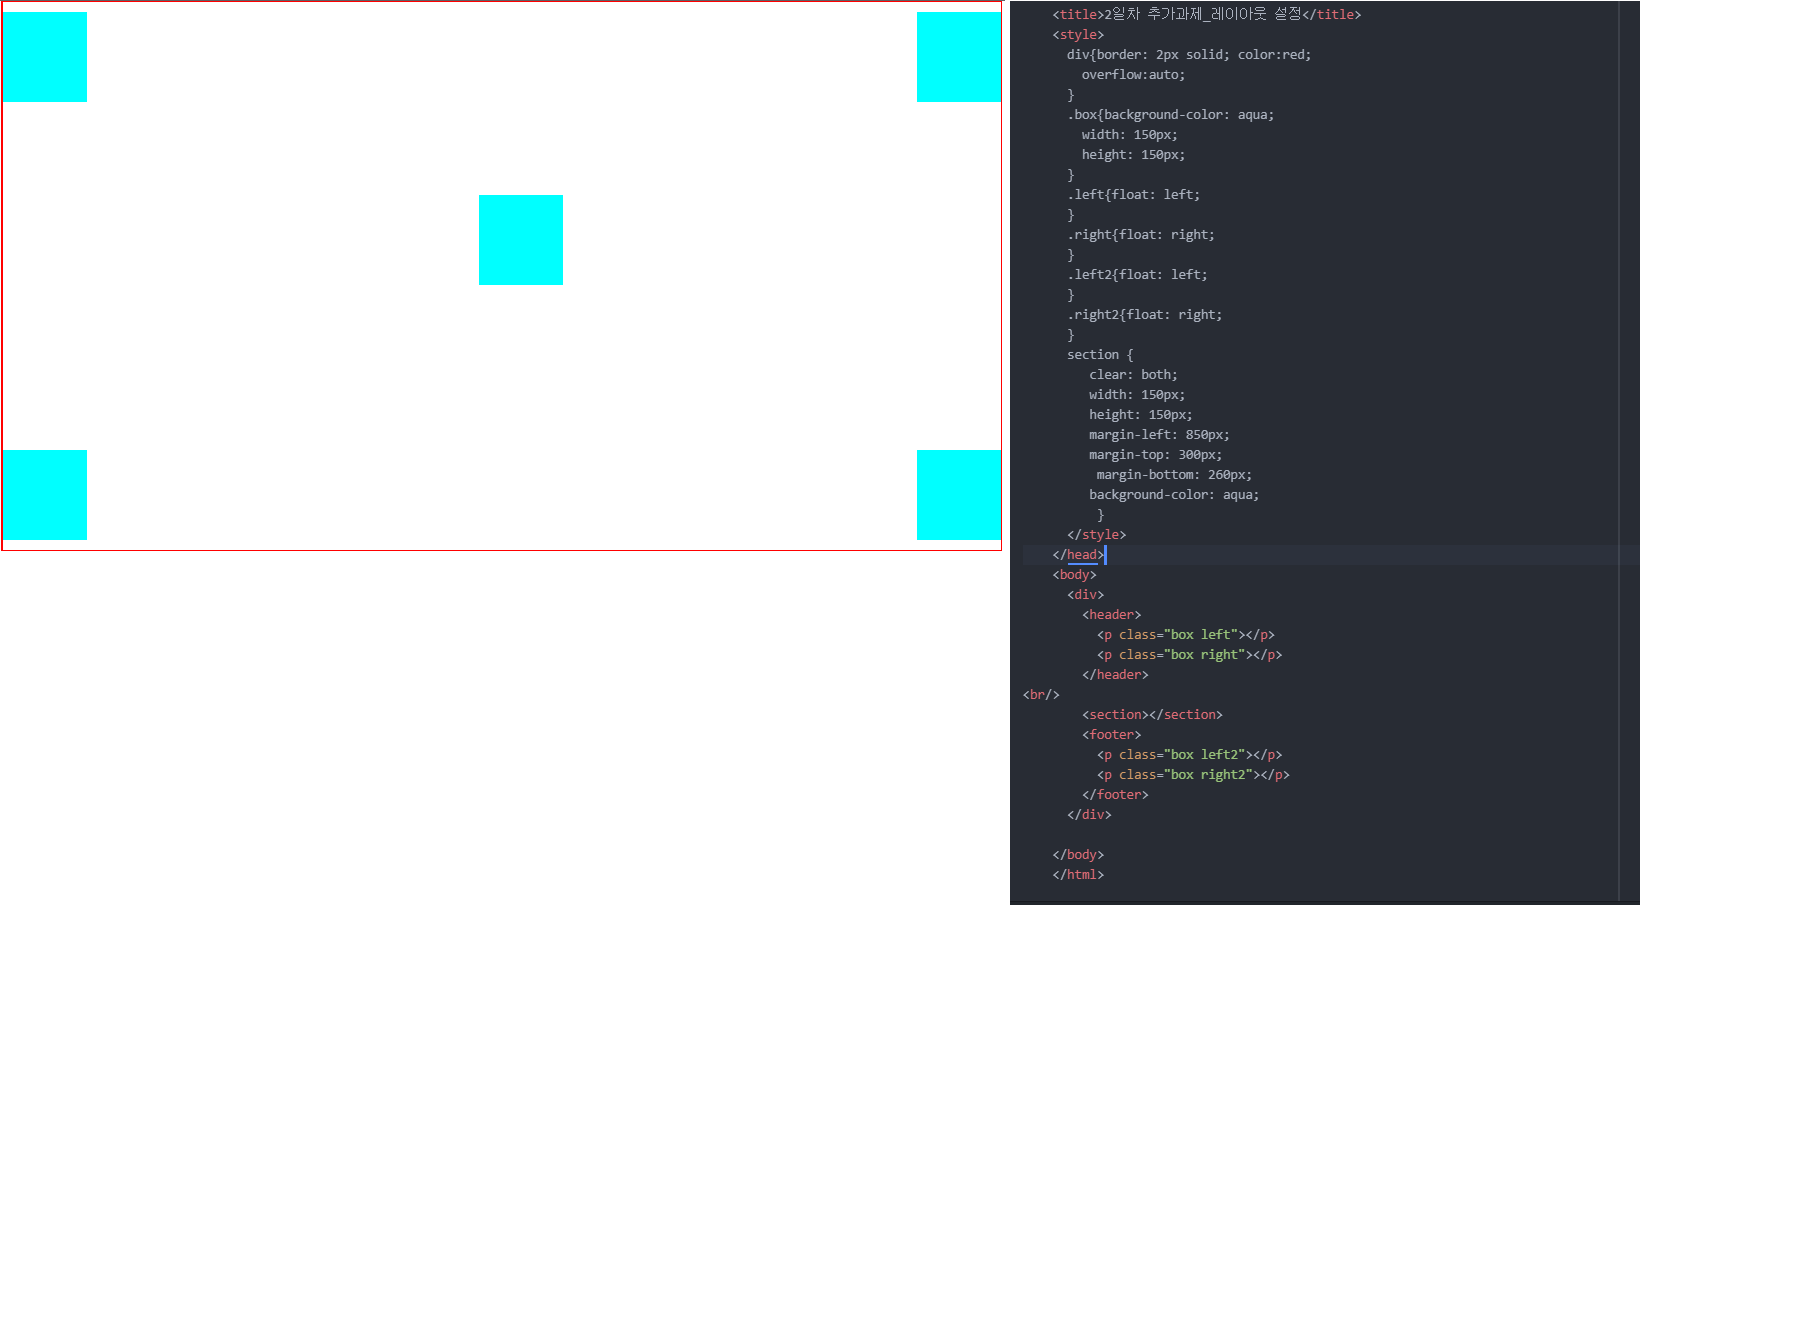 <title>2일차 추가과제_레이아웃 설정</title>
<style>
div{border: 2px solid; color:red;
overflow:auto;
}
.box{background-color: aqua;
width: 150px;
height: 150px;
}
.left{float: left;
}
.right{float: right;
}
.left2{float: left;
}
.right2{float: right;
}
section {
clear: both;
width: 150px;
height: 150px;
margin-left: 850px;
margin-top: 300px;
margin-bottom: 260px;
background-color: aqua;
}
</style>
</head>
<body>
<div>
<header>
<p class="box left"></p>
<p class="box right"></p>
</header>
<br/>
<section></section>
<footer>
<p class="box left2"></p>
<p class="box right2"></p>
</footer>
</div>
</body>
</html>